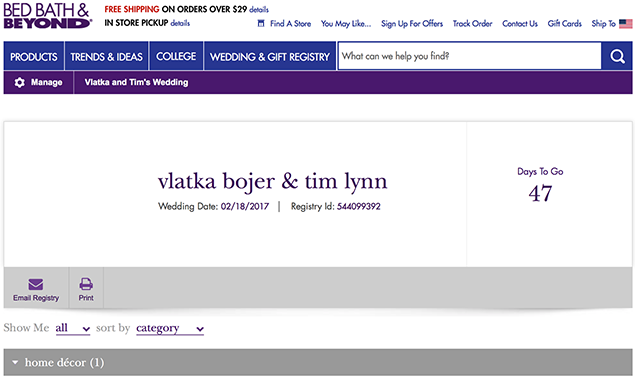 BED BATH &
BEYOND
FREE SHIPPING ON ORDERS OVER $29 details
IN STORE PICKUP details
Find A Store You May Like... Sign Up For Offers Track Order Contact Us Gift Cards Ship To
PRODUCTS TRENDS & IDEAS COLLEGE WEDDING & GIFT REGISTRY What can we help you find?
Manage Vlatka and Tim's Wedding
vlatka bojer & tim lynn
Wedding Date: 02/18/2017 | Registry Id: 544099392
Days To Go
47
Email Registry Print
Show Me all sort by category
home décor (1)